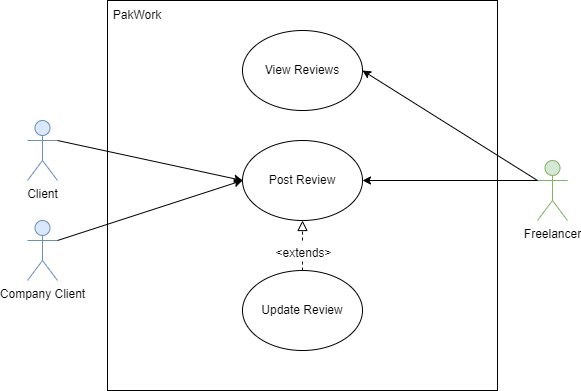 PakWork
View Reviews
Client
Post Review
Freelancer
<extends>
Company Client
Update Review